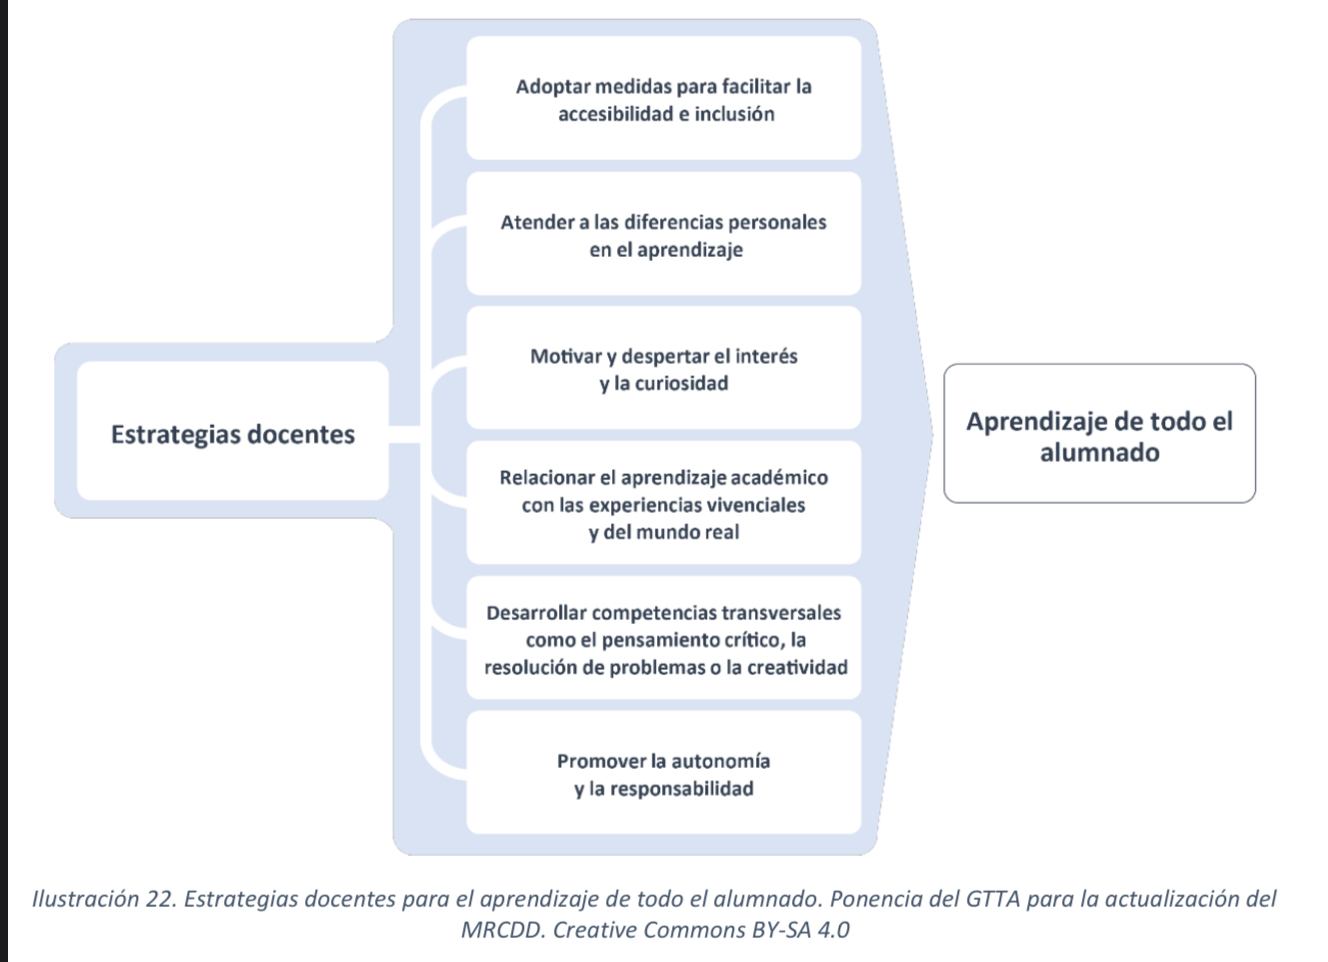 Adoptar medidas para facilitar la
accesibilidad e inclusión
Atender a las diferencias personales
en el aprendizaje
Motivar y despertar el interés
y la curiosidad
Estrategias docentes
Relacionar el aprendizaje académico
con las experiencias vivenciales
y del mundo real
Desarrollar competencias transversales
como el pensamiento crítico, la
resolución de problemas o la creatividad
Promover la autonomía
y la responsabilidad
Aprendizaje de todo el
alumnado
Ilustración 22. Estrategias docentes para el aprendizaje de todo el alumnado. Ponencia del GTTA para la actualización del
MRCDD. Creative Commons BY-SA 4.0